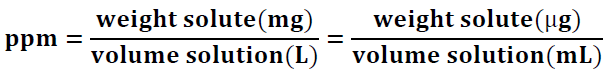 ppm = weight solute(mg) / volume solution(L) = weight solute(μg) / volume solution(mL)